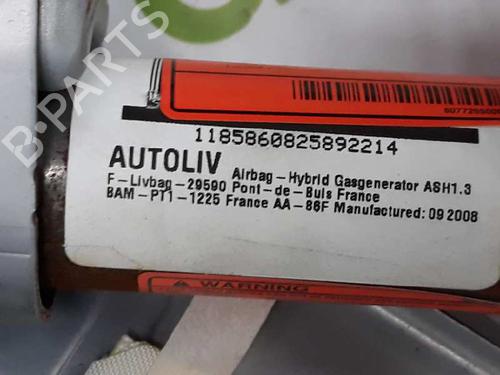 B-PARTS
607726900
1185860825892214
AUTOLIV Airbag-Hybrid Gasgenerator ASH1.3
F-Livbag-29590 Pont-de-Buis France
BAM-PT1-1225 France AA-86F Manufactured: 09 2008
WARNING